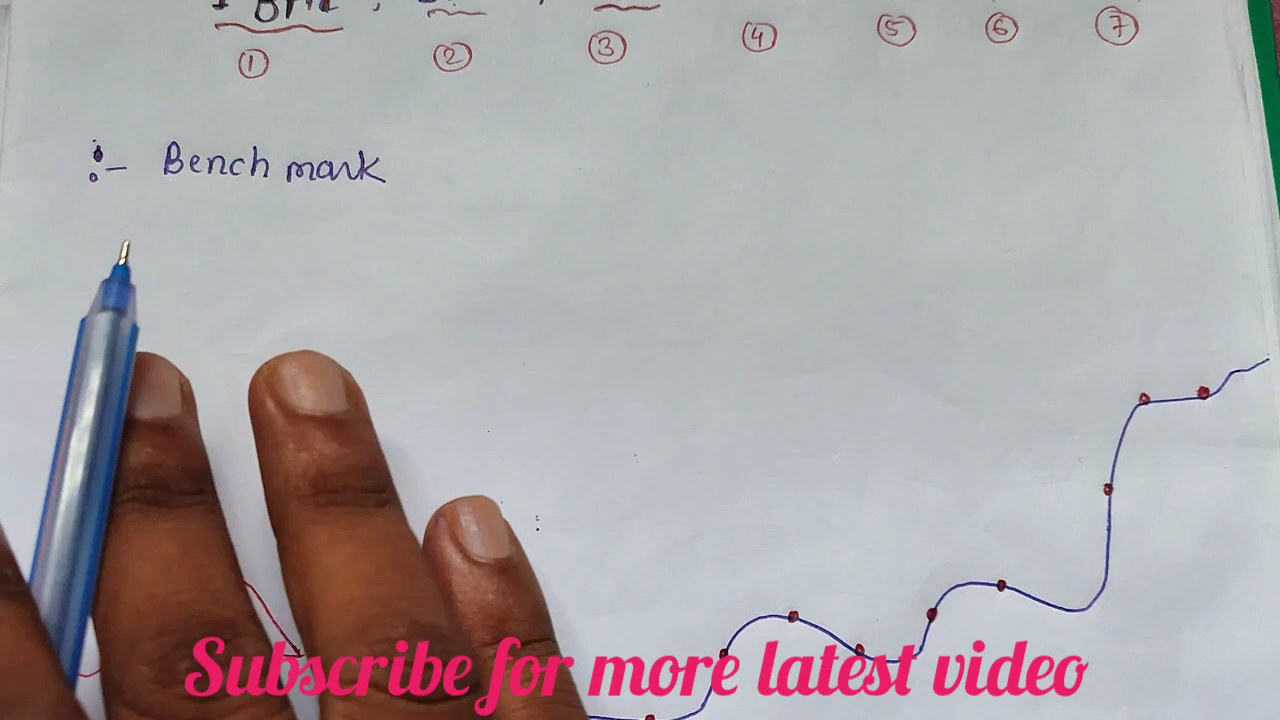 ① ② ③ ④ ⑤ ⑥ ⑦
:- Bench mark
Subscribe for more latest video